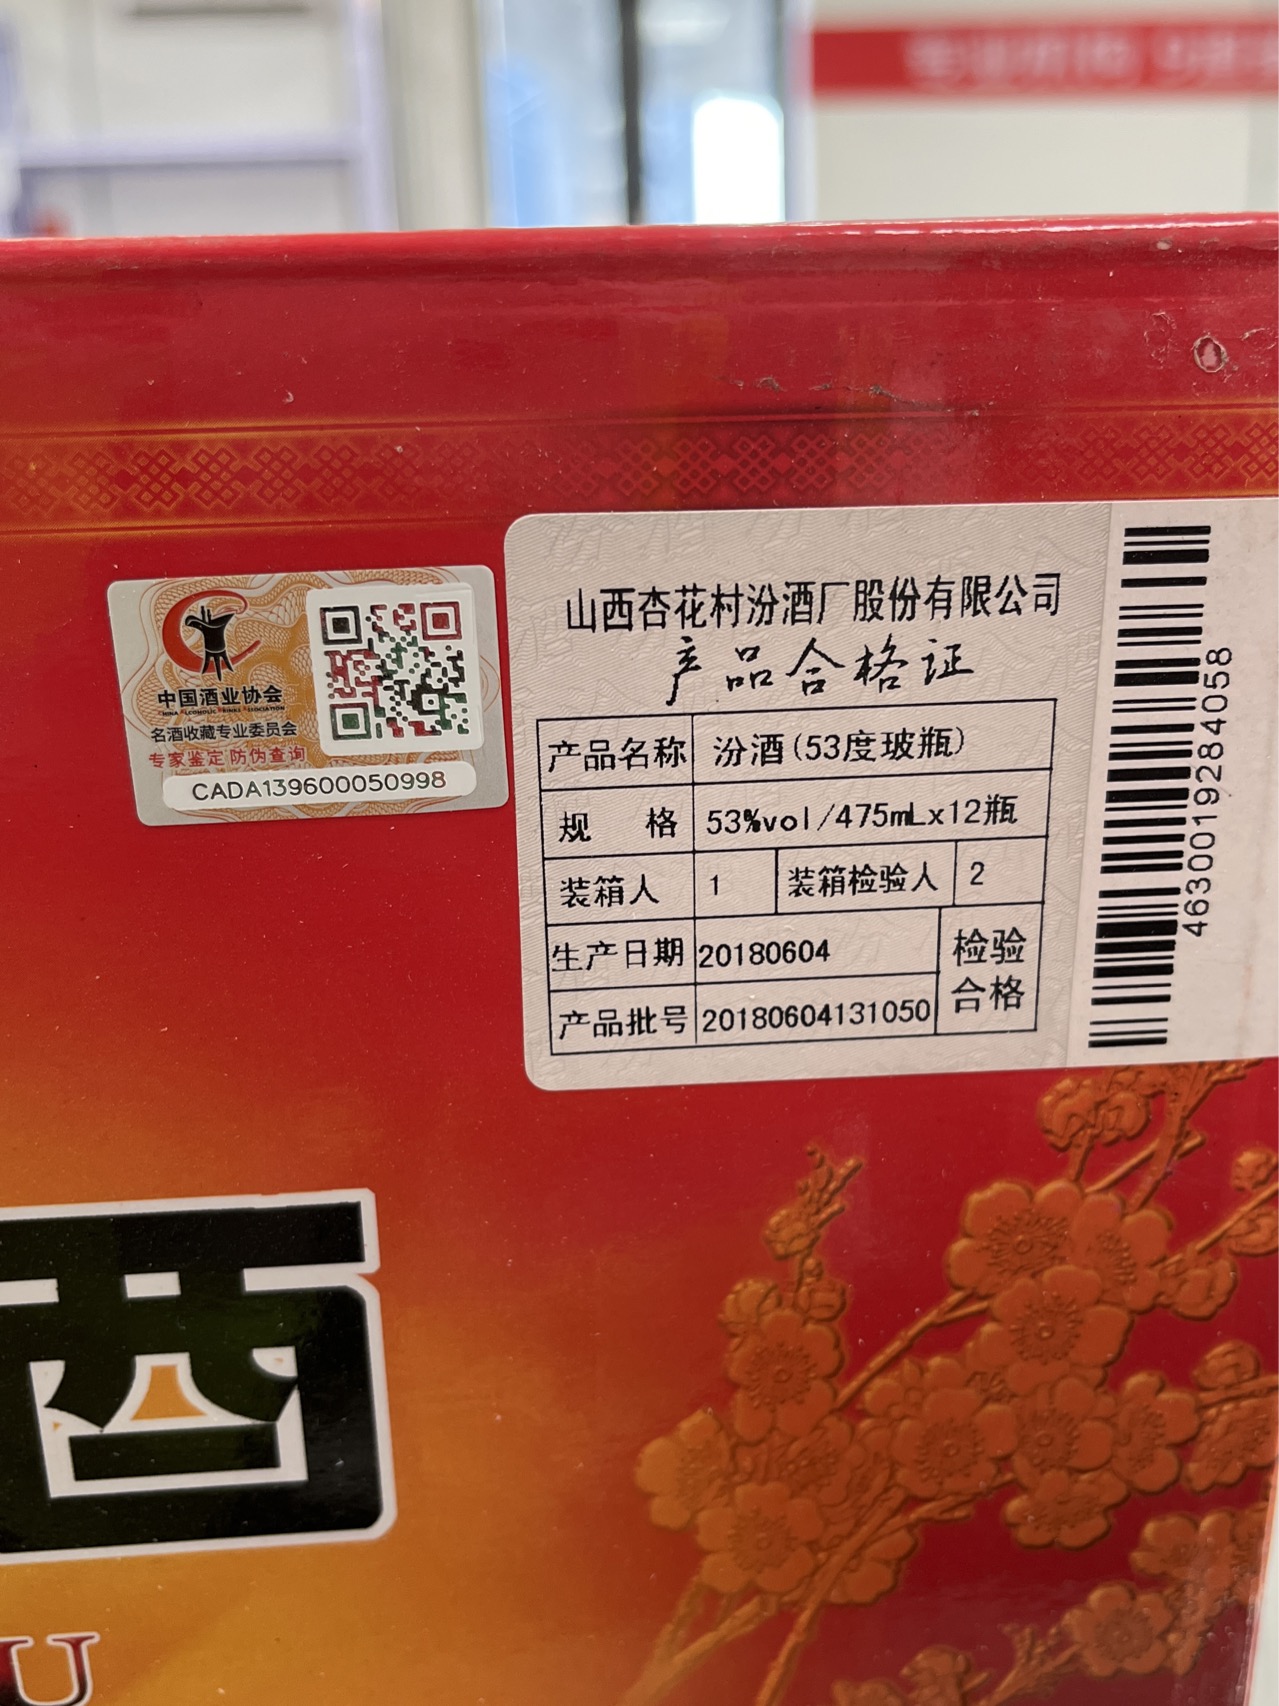 中国酒业协会
CHINA ALCOHOLIC DRINKS ASSOCIATION
名酒收藏专业委员会
专家鉴定 防伪查询
CADA139600050998
山西杏花村汾酒厂股份有限公司
产品合格证
产品名称 汾酒(53度玻瓶)
规 格 53%vol/475mLx12瓶
装箱人 1 装箱检验人 2
生产日期 20180604 检验
合格
产品批号 20180604131050
4630019284058
U